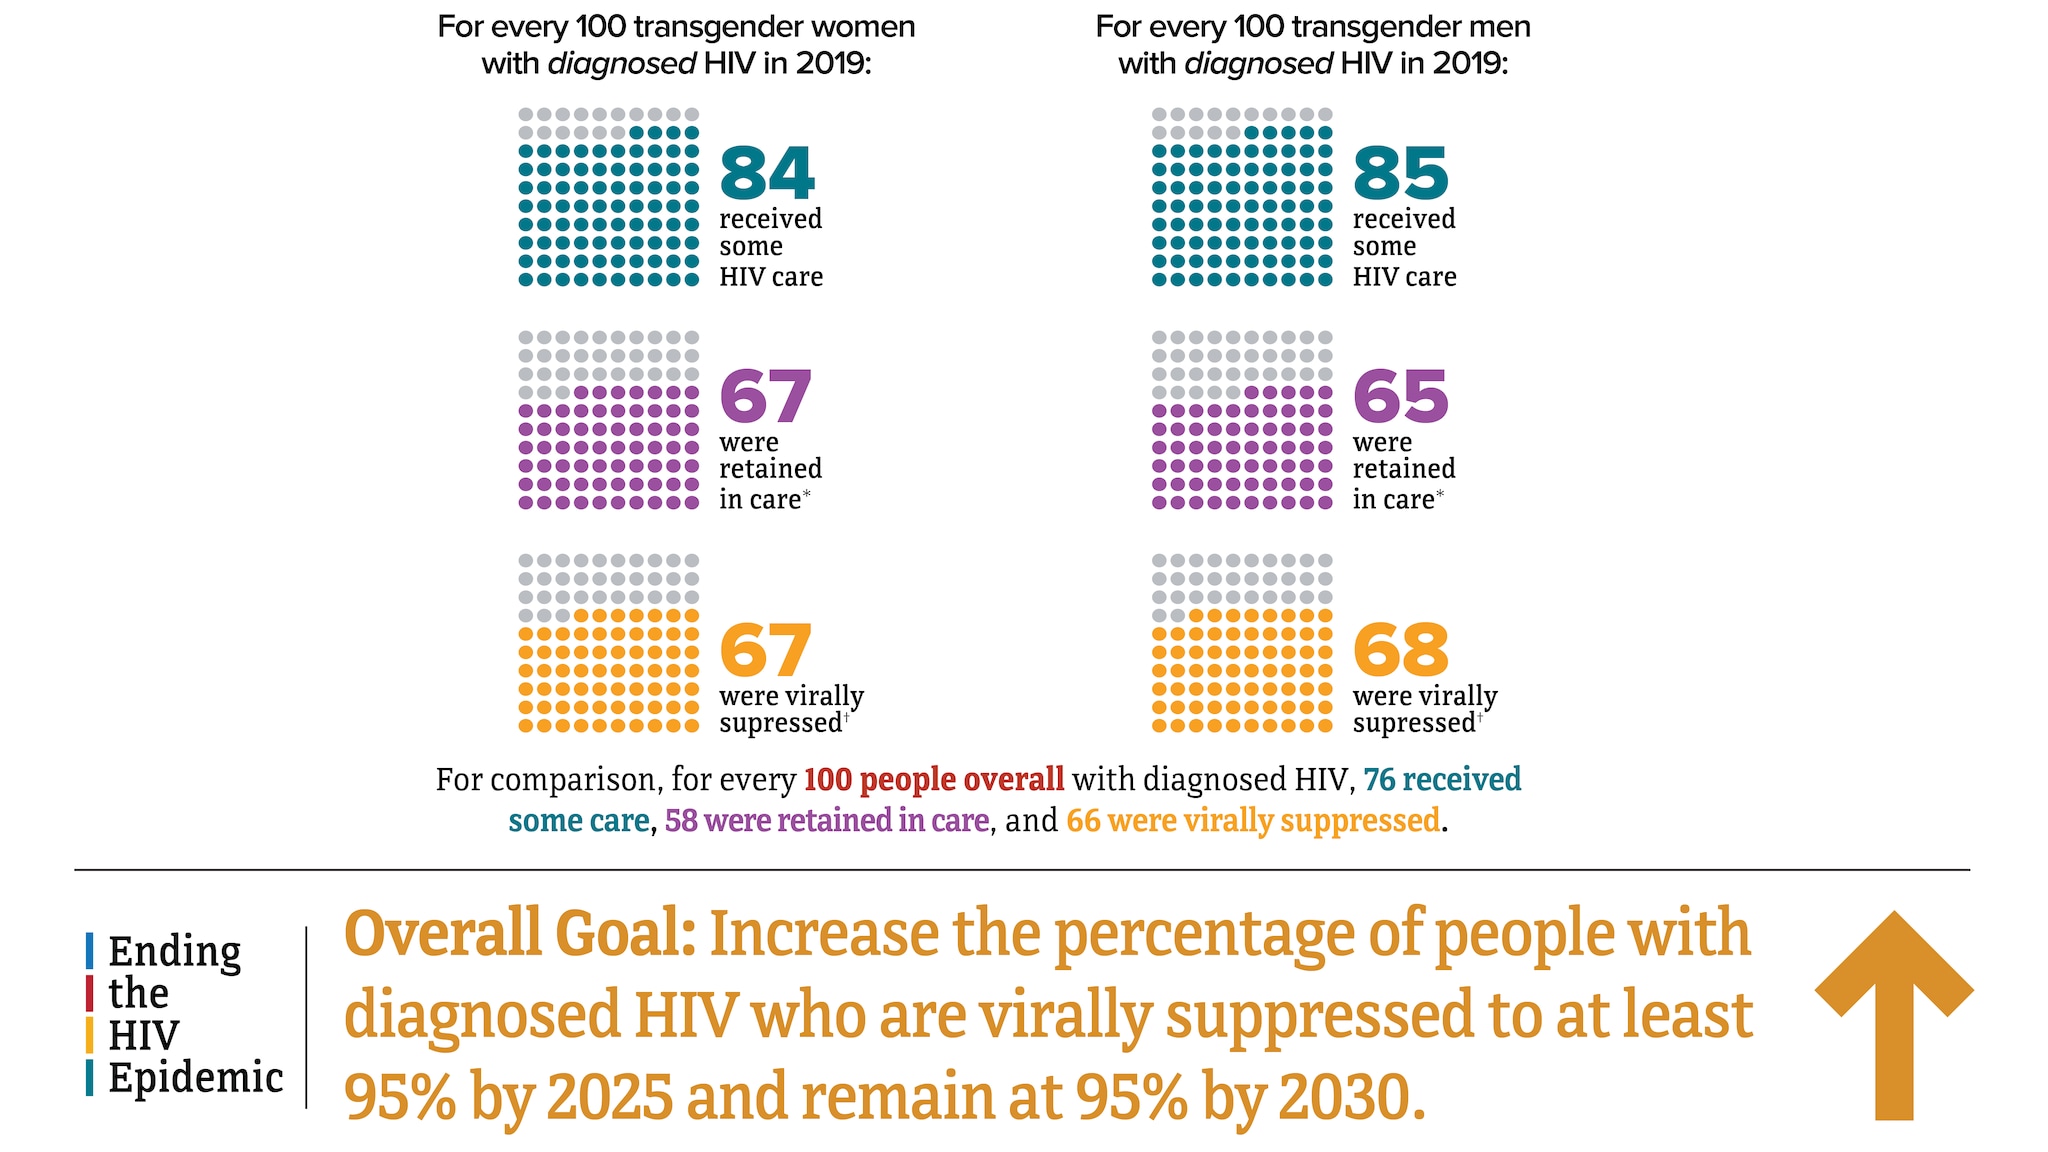 For every 100 transgender women
with diagnosed HIV in 2019:
84
received
some
HIV care
67
were
retained
in care*
67
were virally
supressed†
For every 100 transgender men
with diagnosed HIV in 2019:
85
received
some
HIV care
65
were
retained
in care*
68
were virally
supressed†
For comparison, for every 100 people overall with diagnosed HIV, 76 received
some care, 58 were retained in care, and 66 were virally suppressed.
Ending
the
HIV
Epidemic
Overall Goal: Increase the percentage of people with
diagnosed HIV who are virally suppressed to at least
95% by 2025 and remain at 95% by 2030.